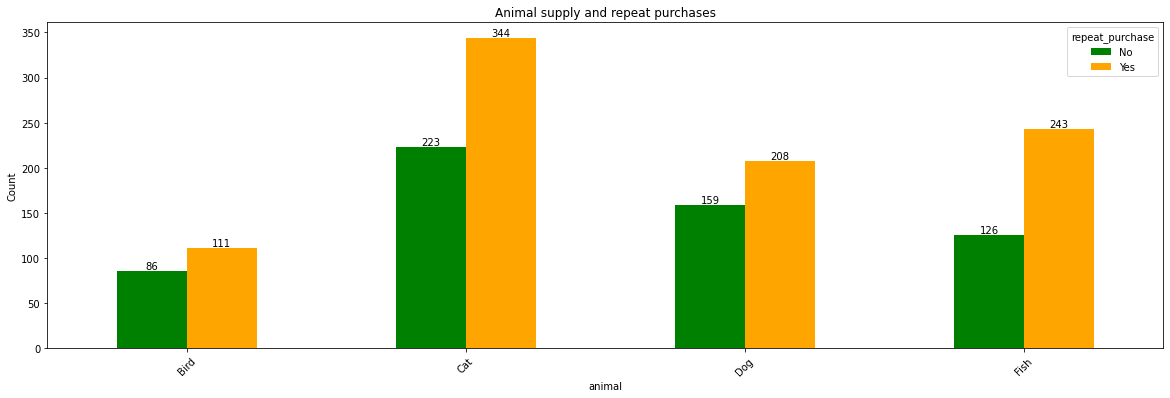 Animal supply and repeat purchases
repeat_purchase
No
Yes
Count
350
300
250
200
150
100
50
0
86
111
223
344
159
208
126
243
Bird
Cat
Dog
Fish
animal